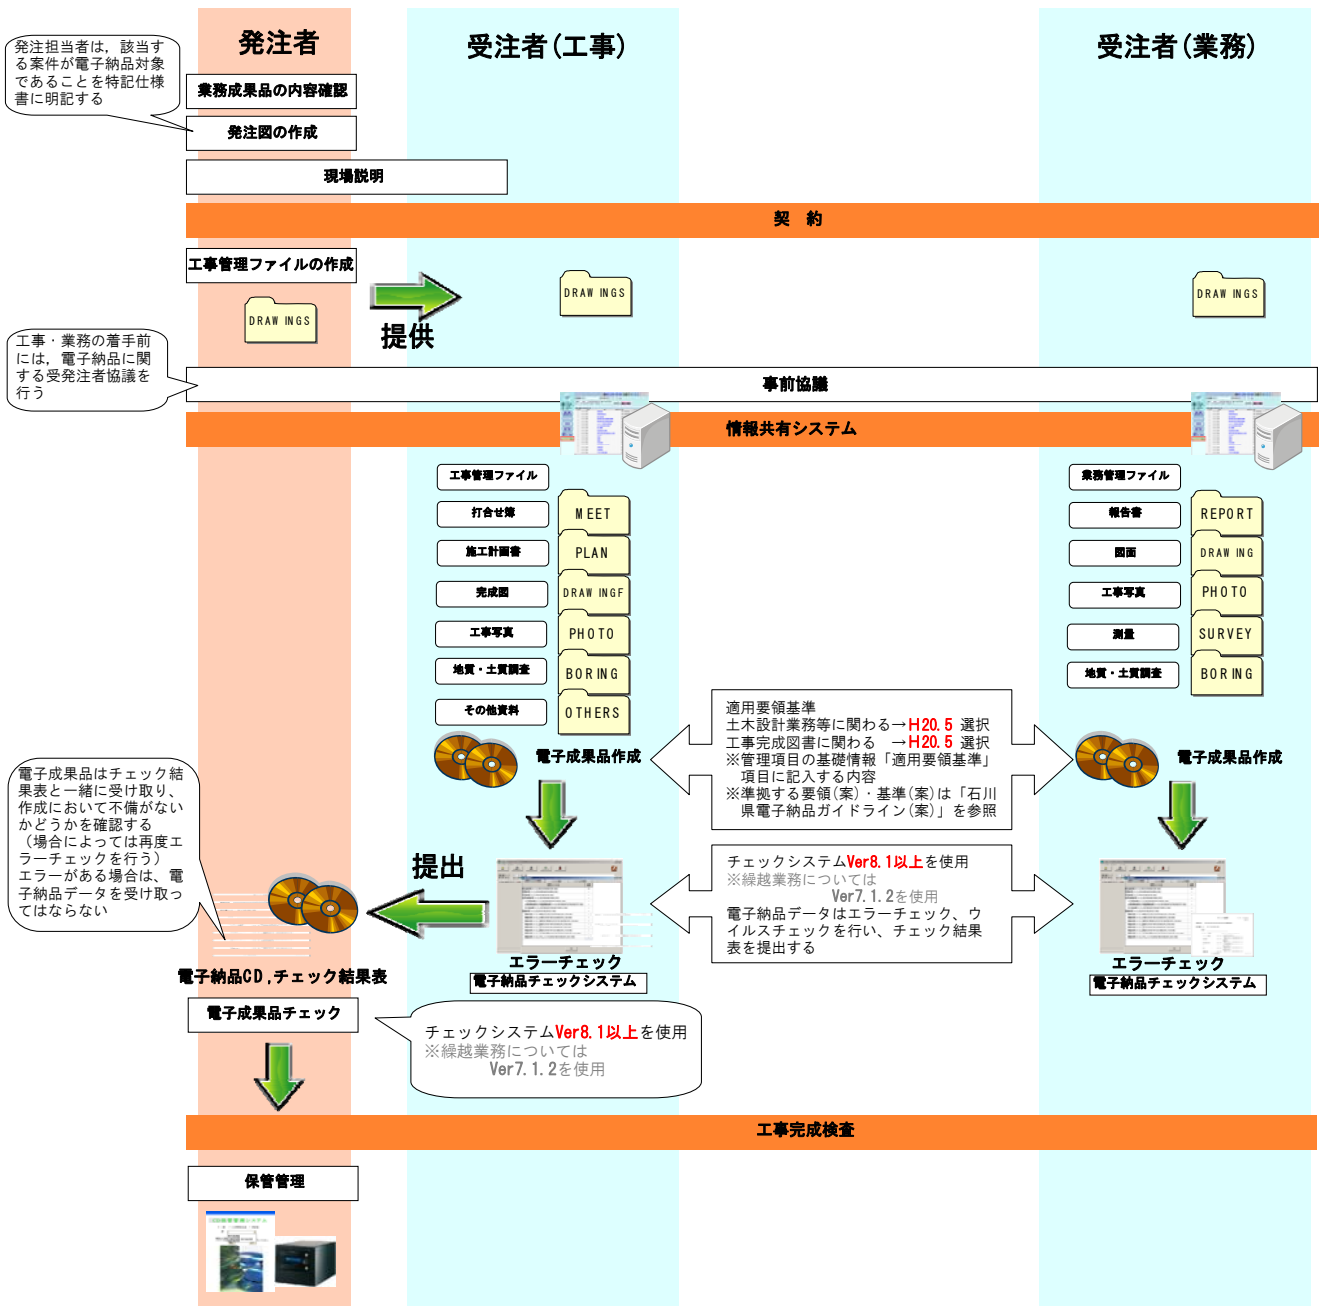 発注者
受注者(工事)
受注者(業務)
発注担当者は，該当す
る案件が電子納品対象
であることを特記仕様
書に明記する
業務成果品の内容確認
発注図の作成
現場説明
契　約
工事管理ファイルの作成
DRAWINGS
提供
DRAWINGS
DRAWINGS
工事・業務の着手前
には，電子納品に関
する受発注者協議を
行う
事前協議
情報共有システム
工事管理ファイル
打合せ簿
MEET
施工計画書
PLAN
完成図
DRAWINGF
工事写真
PHOTO
地質・土質調査
BORING
その他資料
OTHERS
業務管理ファイル
報告書
REPORT
図面
DRAWING
工事写真
PHOTO
測量
SURVEY
地質・土質調査
BORING
電子成果品作成
適用要領基準
土木設計業務等に関わる→H20.5 選択
工事完成図書に関わる　→H20.5 選択
※管理項目の基礎情報「適用要領基準」
項目に記入する内容
※準拠する要領(案)・基準(案)は「石川
県電子納品ガイドライン(案)」を参照
電子成果品作成
電子成果品はチェック結
果表と一緒に受け取り、
作成において不備がない
かどうかを確認する
（場合によっては再度エ
ラーチェックを行う）
エラーがある場合は、電
子納品データを受け取っ
てはならない
提出
チェックシステムVer8.1以上を使用
※繰越業務については
Ver7.1.2を使用
電子納品データはエラーチェック、ウ
イルスチェックを行い、チェック結果
表を提出する
電子納品CD,チェック結果表
エラーチェック
電子納品チェックシステム
エラーチェック
電子納品チェックシステム
電子成果品チェック
チェックシステムVer8.1以上を使用
※繰越業務については
Ver7.1.2を使用
工事完成検査
保管管理